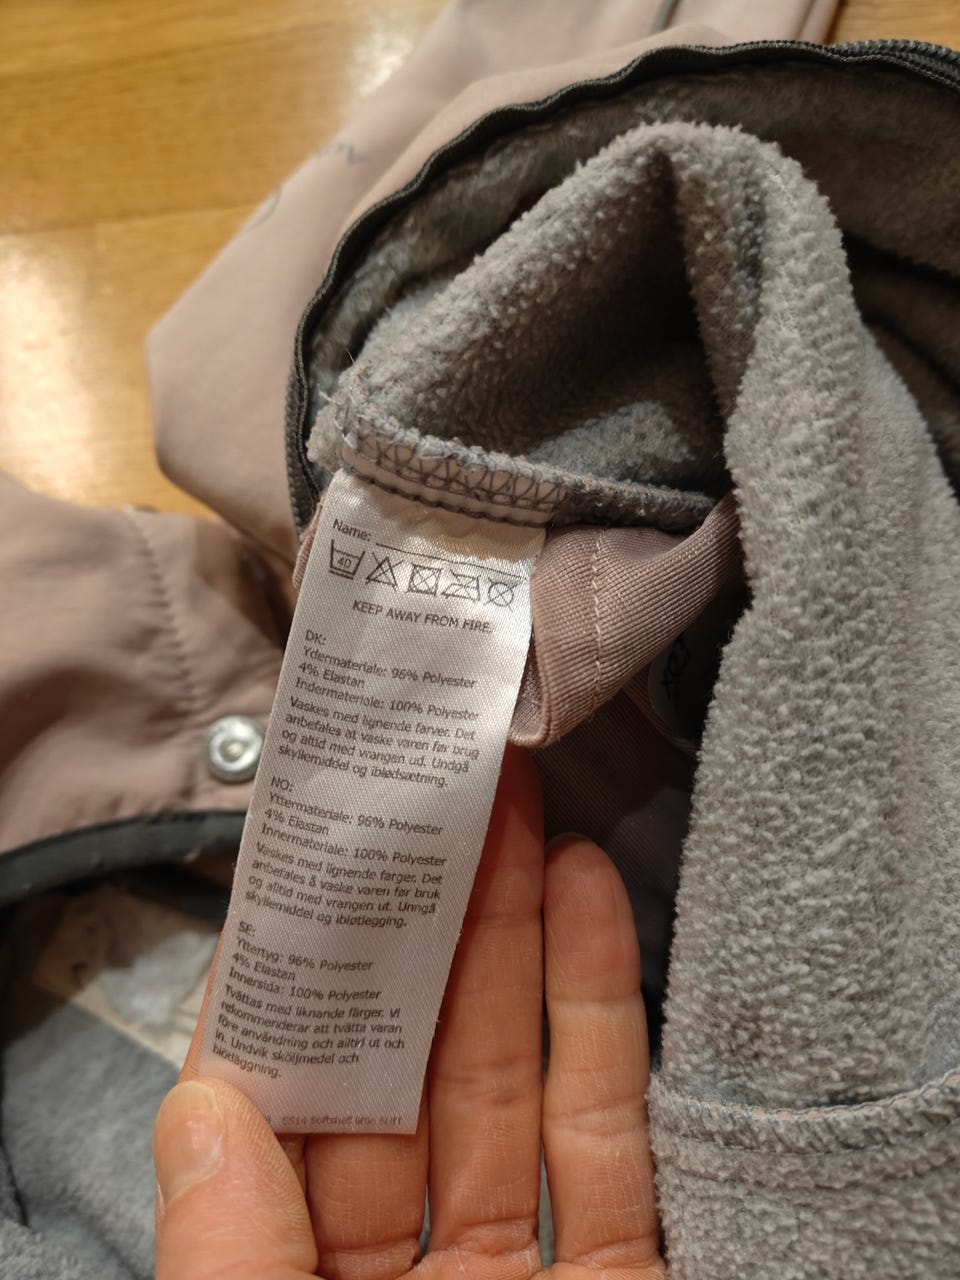 Name:
40
KEEP AWAY FROM FIRE.
DK:
Ydermateriale: 96% Polyester
4% Elastan
Indermateriale: 100% Polyester
Vaskes med lignende farver. Det
anbefales at vaske varen før brug
og altid med vrangen ud. Undgå
skyllemiddel og iblødsætning.
NO:
Yttermateriale: 96% Polyester
4% Elastan
Innermateriale: 100% Polyester
Vaskes med lignende farger. Det
anbefales å vaske varen før bruk
og alltid med vrangen ut. Unngå
skyllemiddel og ibløtlegging.
SE:
Yttertyg: 96% Polyester
4% Elastan
Innersida: 100% Polyester
Tvättas med liknande färger. Vi
rekommenderar att tvätta varan
före användning och alltid ut och
in. Undvik sköljmedel och
blötläggning.
SS14 softshell